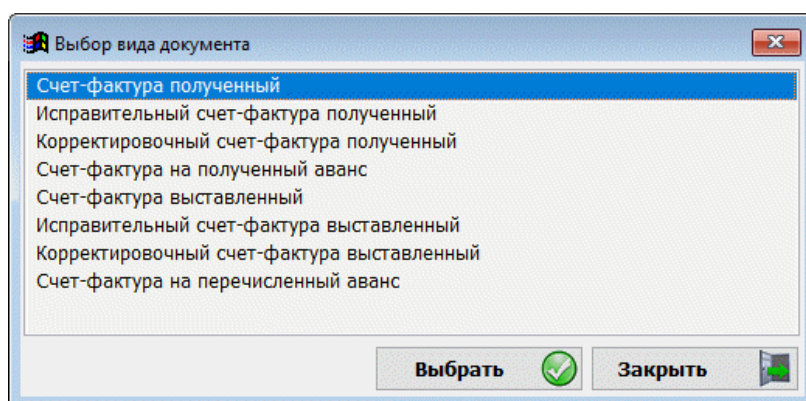 Выбор вида документа
Счет-фактура полученный
Исправительный счет-фактура полученный
Корректировочный счет-фактура полученный
Счет-фактура на полученный аванс
Счет-фактура выставленный
Исправительный счет-фактура выставленный
Корректировочный счет-фактура выставленный
Счет-фактура на перечисленный аванс
Выбрать Закрыть